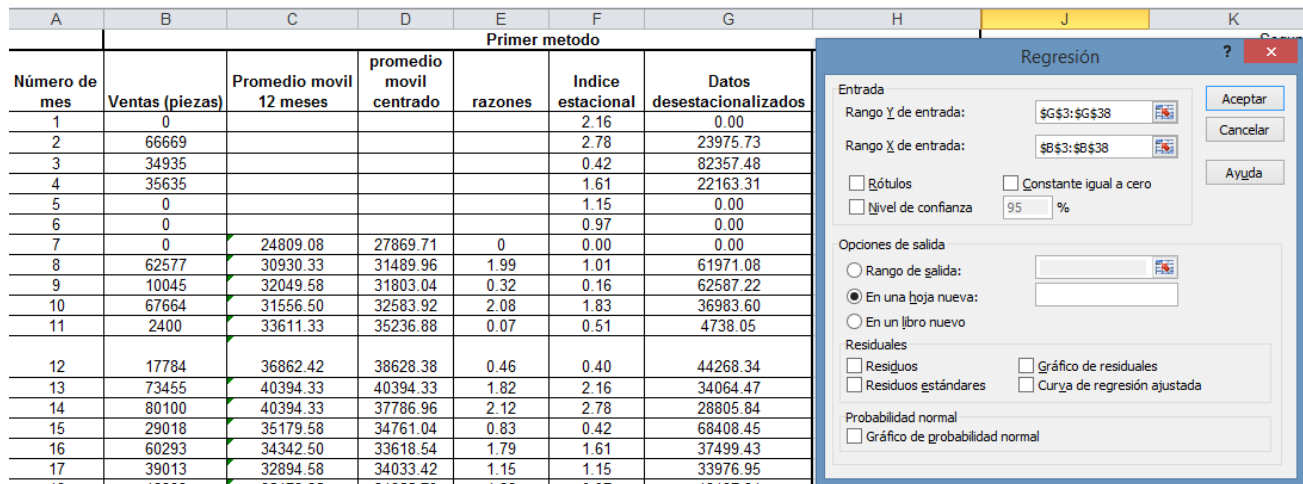 A B C D E F G H J K
Primer metodo
Número de mes Ventas (piezas) Promedio movil 12 meses promedio movil centrado razones Indice estacional Datos desestacionalizados
1 0 2.16 0.00
2 66669 2.78 23975.73
3 34935 0.42 82357.48
4 35635 1.61 22163.31
5 0 1.15 0.00
6 0 0.97 0.00
7 0 24809.08 27869.71 0 0.00 0.00
8 62577 30930.33 31489.96 1.99 1.01 61971.08
9 10045 32049.58 31803.04 0.32 0.16 62587.22
10 67664 31556.50 32583.92 2.08 1.83 36983.60
11 2400 33611.33 35236.88 0.07 0.51 4738.05
12 17784 36862.42 38628.38 0.46 0.40 44268.34
13 73455 40394.33 40394.33 1.82 2.16 34064.47
14 80100 40394.33 37786.96 2.12 2.78 28805.84
15 29018 35179.58 34761.04 0.83 0.42 68408.45
16 60293 34342.50 33618.54 1.79 1.61 37499.43
17 39013 32894.58 34033.42 1.15 1.15 33976.95
Regresión ? ×
Entrada
Rango Y de entrada: $G$3:$G$38
Rango X de entrada: $B$3:$B$38
Rótulos Constante igual a cero
Nivel de confianza 95 %
Aceptar
Cancelar
Ayuda
Opciones de salida
Rango de salida:
En una hoja nueva:
En un libro nuevo
Residuales
Residuos Gráfico de residuales
Residuos estándares Curva de regresión ajustada
Probabilidad normal
Gráfico de probabilidad normal